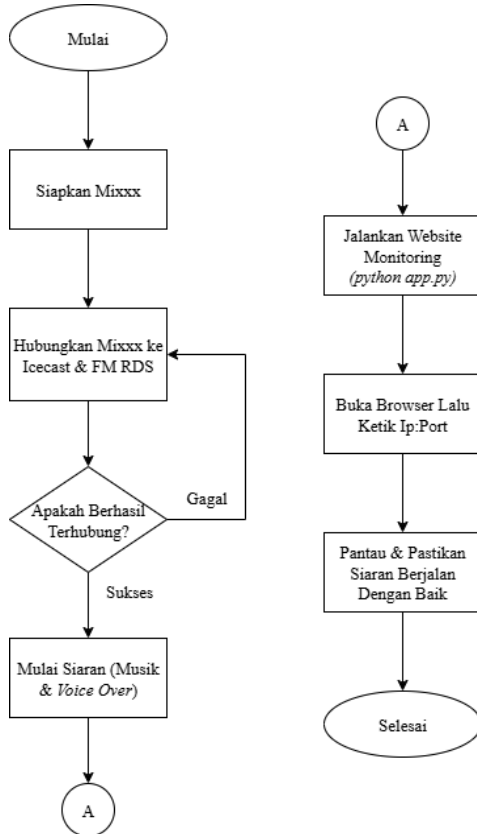 Mulai
Siapkan Mixxx
Hubungkan Mixxx ke
Icecast & FM RDS
Apakah Berhasil
Terhubung?
Gagal
Sukses
Mulai Siaran (Musik
& Voice Over)
A
A
Jalankan Website
Monitoring
(python app.py)
Buka Browser Lalu
Ketik Ip:Port
Pantau & Pastikan
Siaran Berjalan
Dengan Baik
Selesai